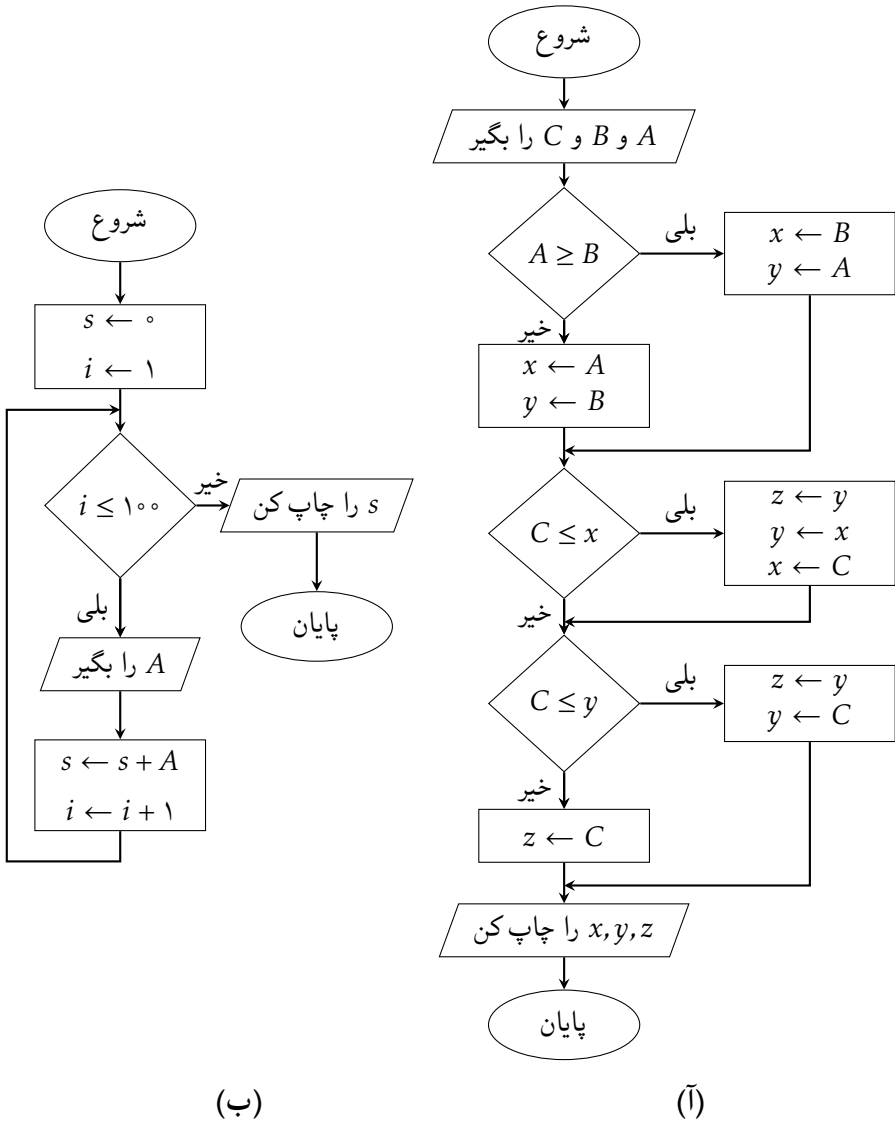 شروع
A و B و C را بگیر
A ≥ B
بلی
x ← B
y ← A
خیر
x ← A
y ← B
C ≤ x
بلی
z ← y
y ← x
x ← C
خیر
C ≤ y
بلی
z ← y
y ← C
خیر
z ← C
x, y, z را چاپ کن
پایان
(آ)
شروع
s ← ۰
i ← ۱
i ≤ ۱۰۰
خیر
s را چاپ کن
پایان
بلی
A را بگیر
s ← s + A
i ← i + ۱
(ب)